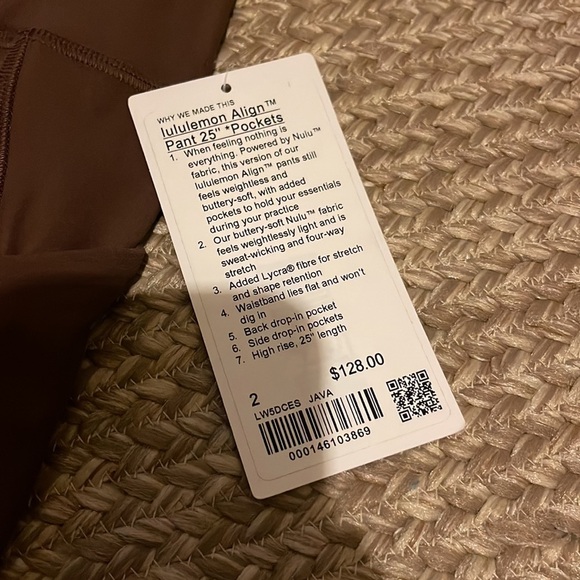 WHY WE MADE THIS
lululemon Align™
Pant 25" *Pockets
1. When feeling nothing is
everything. Powered by Nulu™
fabric, this version of our
lululemon Align™ pants still
feels weightless and
buttery-soft, with added
pockets to hold your essentials
during your practice
2. Our buttery-soft Nulu™ fabric
feels weightlessly light and is
sweat-wicking and four-way
stretch
3. Added Lycra® fibre for stretch
and shape retention
4. Waistband lies flat and won't
dig in
5. Back drop-in pocket
6. Side drop-in pockets
7. High rise, 25" length
2 $128.00
LW5DCES JAVA
000146103869